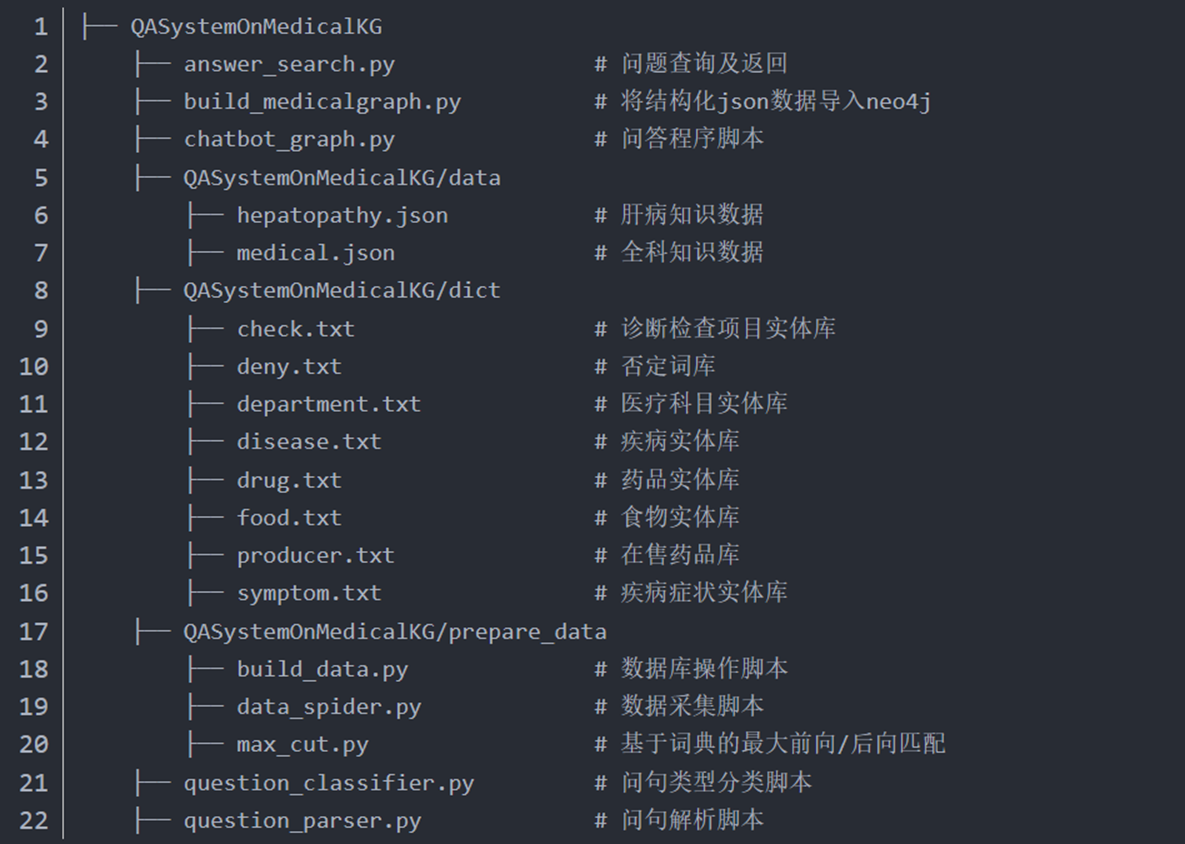 1 ├── QASystemOnMedicalKG
2 ├── answer_search.py # 问题查询及返回
3 ├── build_medicalgraph.py # 将结构化json数据导入neo4j
4 ├── chatbot_graph.py # 问答程序脚本
5 ├── QASystemOnMedicalKG/data
6 ├── hepatopathy.json # 肝病知识数据
7 ├── medical.json # 全科知识数据
8 ├── QASystemOnMedicalKG/dict
9 ├── check.txt # 诊断检查项目实体库
10 ├── deny.txt # 否定词库
11 ├── department.txt # 医疗科目实体库
12 ├── disease.txt # 疾病实体库
13 ├── drug.txt # 药品实体库
14 ├── food.txt # 食物实体库
15 ├── producer.txt # 在售药品库
16 ├── symptom.txt # 疾病症状实体库
17 ├── QASystemOnMedicalKG/prepare_data
18 ├── build_data.py # 数据库操作脚本
19 ├── data_spider.py # 数据采集脚本
20 ├── max_cut.py # 基于词典的最大前向/后向匹配
21 ├── question_classifier.py # 问句类型分类脚本
22 ├── question_parser.py # 问句解析脚本